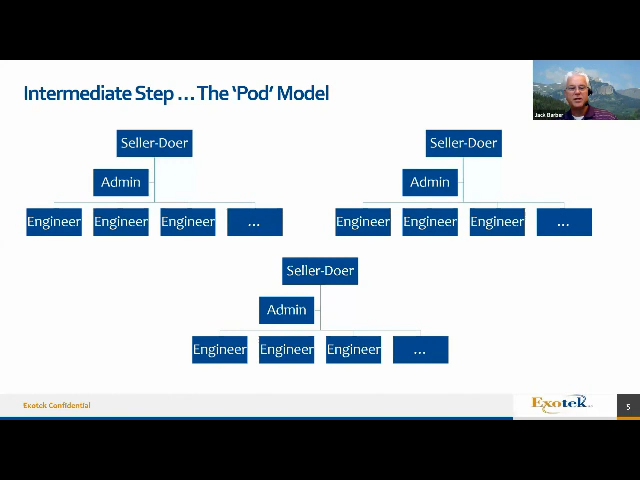 Intermediate Step ... The 'Pod' Model
Jack Barber
Seller-Doer
Admin
Engineer Engineer Engineer ...
Seller-Doer
Admin
Engineer Engineer Engineer ...
Seller-Doer
Admin
Engineer Engineer Engineer ...
Exotek Confidential
Exotek
5